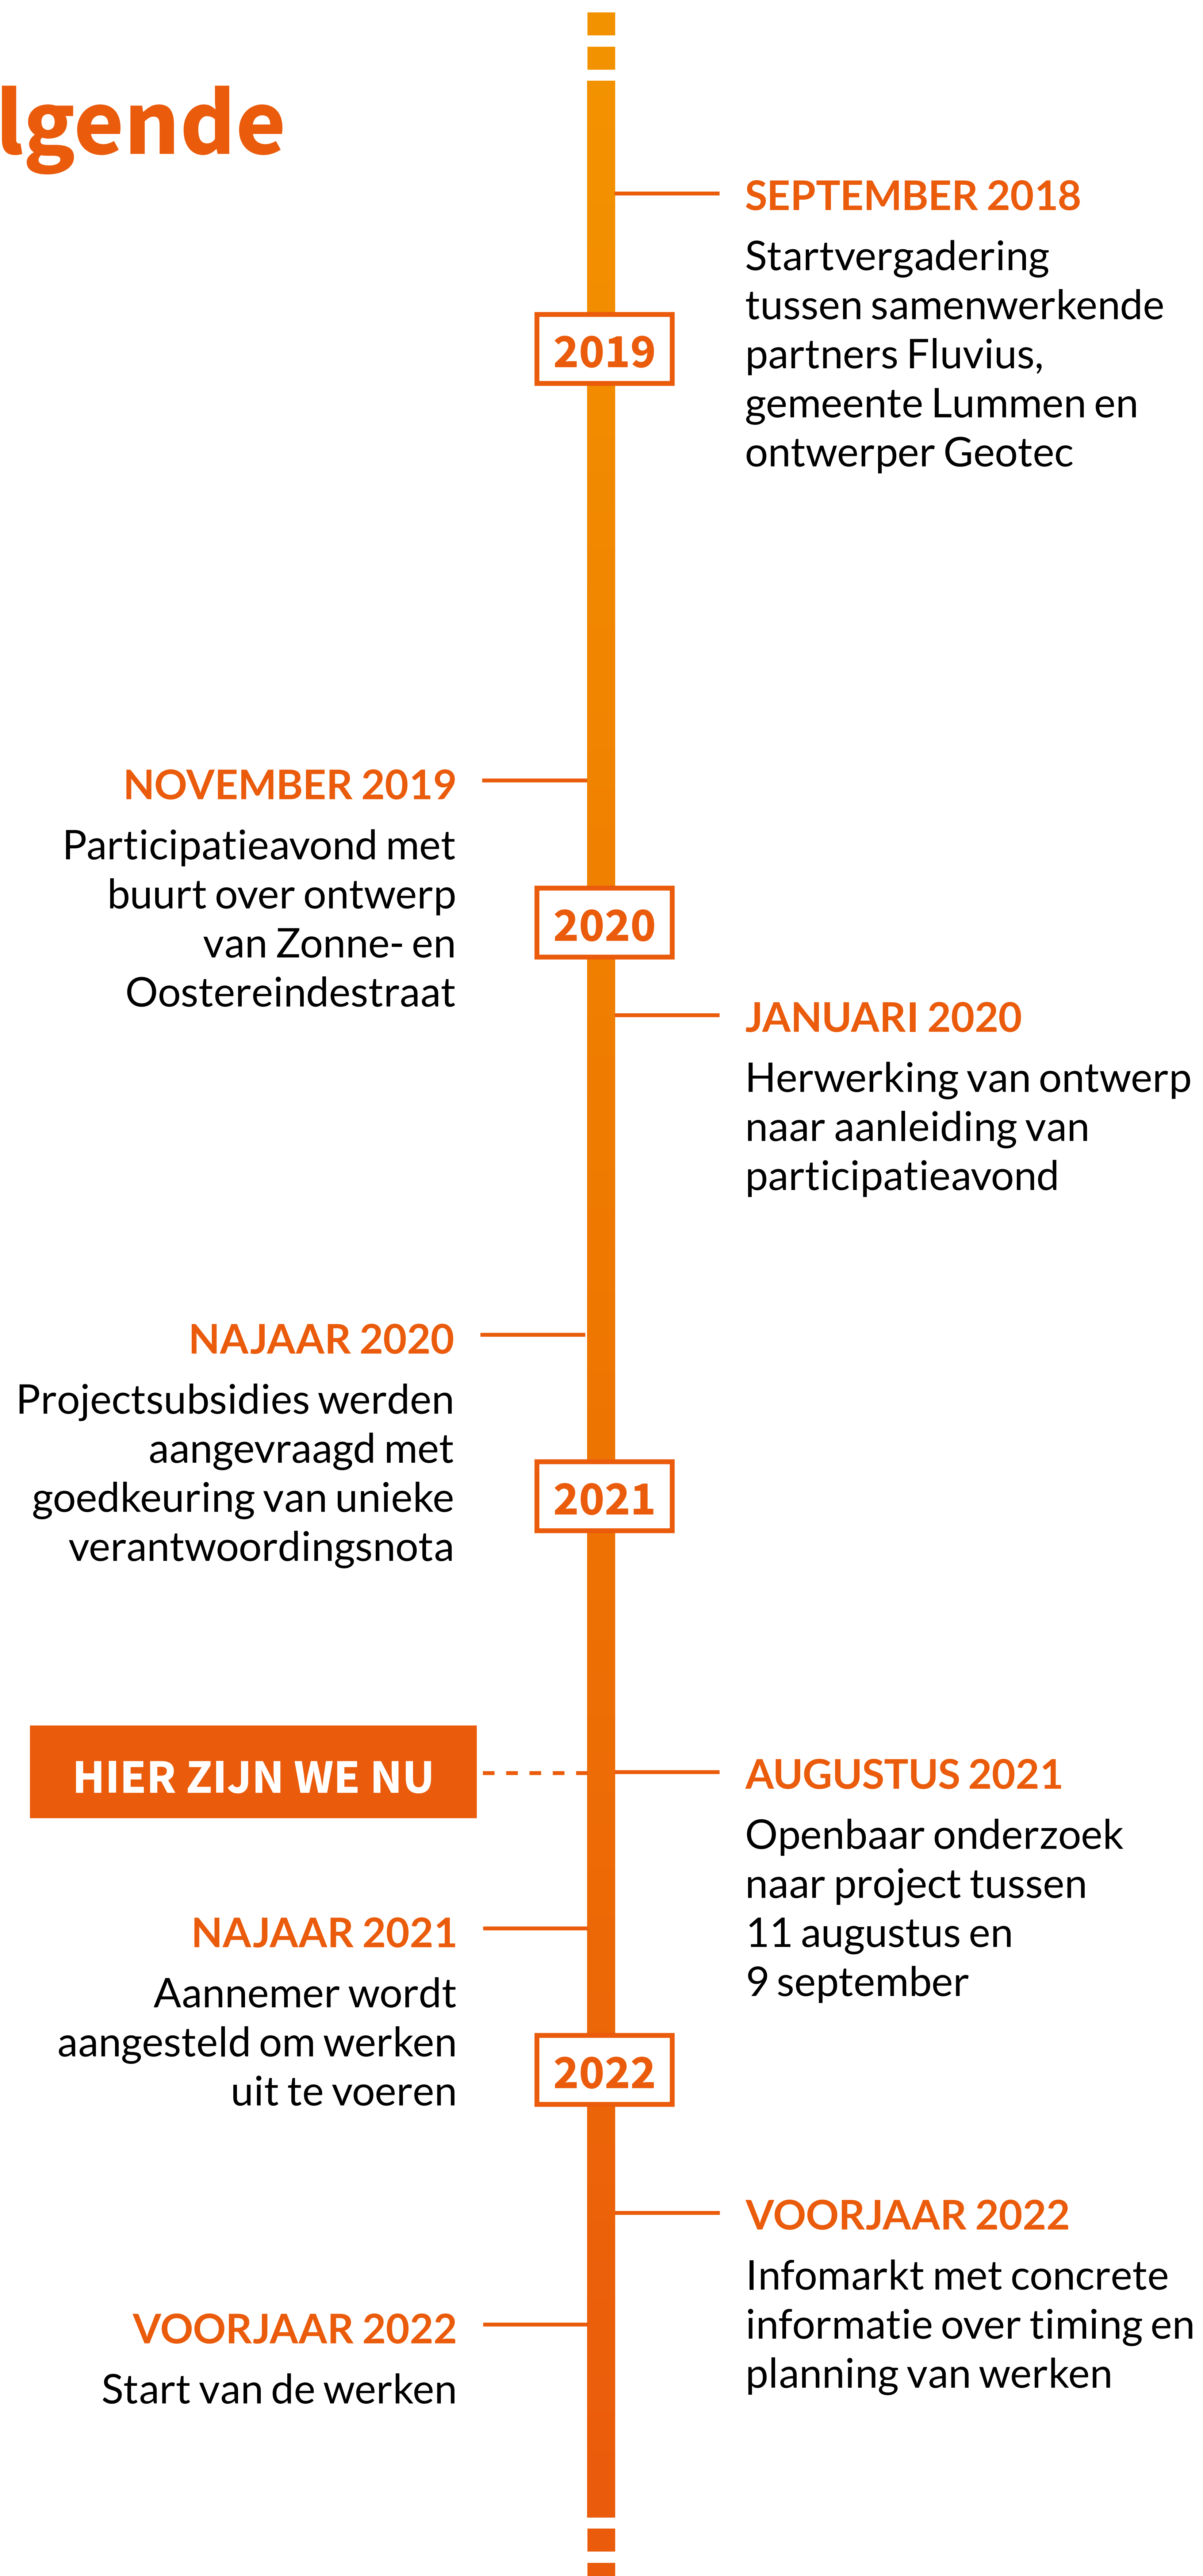 lgende
SEPTEMBER 2018
Startvergadering
tussen samenwerkende
partners Fluvius,
gemeente Lummen en
ontwerper Geotec
2019
NOVEMBER 2019
Participatieavond met
buurt over ontwerp
van Zonne- en
Oostereindestraat
2020
JANUARI 2020
Herwerking van ontwerp
naar aanleiding van
participatieavond
NAJAAR 2020
Projectsubsidies werden
aangevraagd met
goedkeuring van unieke
verantwoordingsnota
2021
HIER ZIJN WE NU
AUGUSTUS 2021
Openbaar onderzoek
naar project tussen
11 augustus en
9 september
NAJAAR 2021
Aannemer wordt
aangesteld om werken
uit te voeren
2022
VOORJAAR 2022
Infomarkt met concrete
informatie over timing en
planning van werken
VOORJAAR 2022
Start van de werken